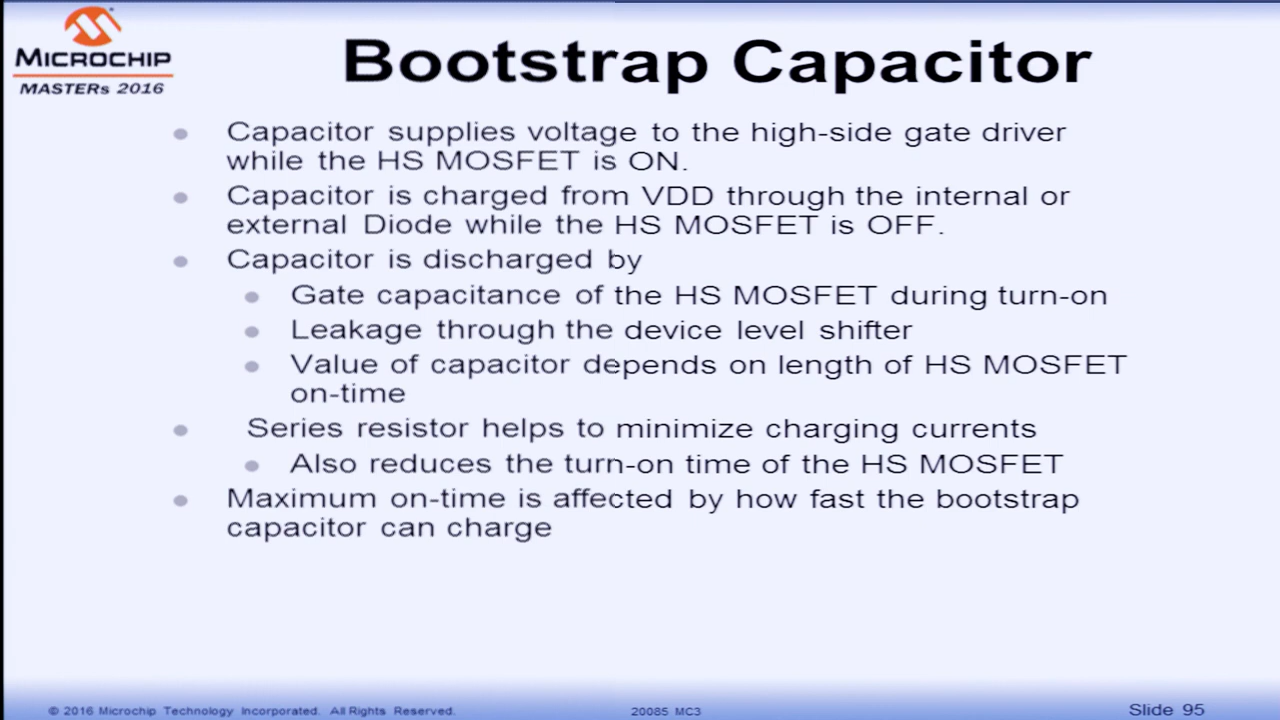 MICROCHIP
MASTERs 2016
Bootstrap Capacitor
Capacitor supplies voltage to the high-side gate driver
while the HS MOSFET is ON.
Capacitor is charged from VDD through the internal or
external Diode while the HS MOSFET is OFF.
Capacitor is discharged by
Gate capacitance of the HS MOSFET during turn-on
Leakage through the device level shifter
Value of capacitor depends on length of HS MOSFET
on-time
Series resistor helps to minimize charging currents
Also reduces the turn-on time of the HS MOSFET
Maximum on-time is affected by how fast the bootstrap
capacitor can charge
© 2016 Microchip Technology Incorporated. All Rights Reserved.
20085 MC3
Slide 95